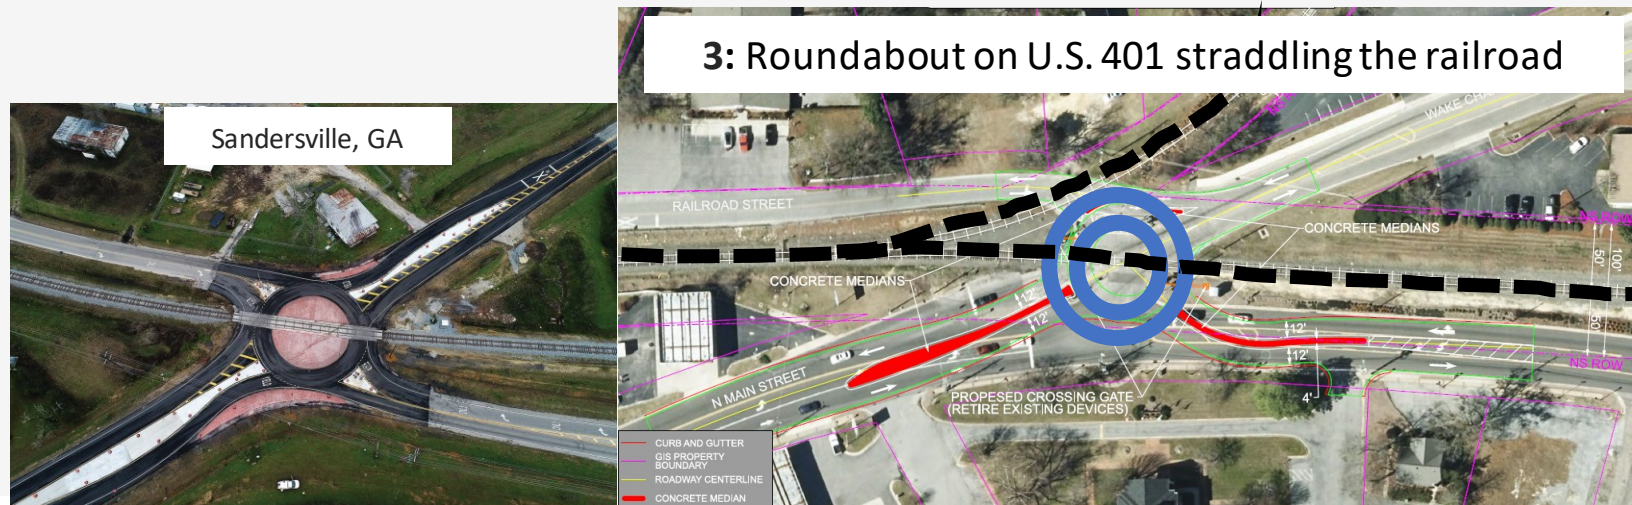 Sandersville, GA
3: Roundabout on U.S. 401 straddling the railroad
WAKE CHA
RAILROAD STREET
NS ROW
CONCRETE MEDIANS
CONCRETE MEDIANS
100'
50'
50'
12'
12'
12'
12'
N MAIN STREET
NS ROW
PROPESED CROSSING GATE
(RETIRE EXISTING DEVICES)
4'
CURB AND GUTTER
GIS PROPERTY
BOUNDARY
ROADWAY CENTERLINE
CONCRETE MEDIAN